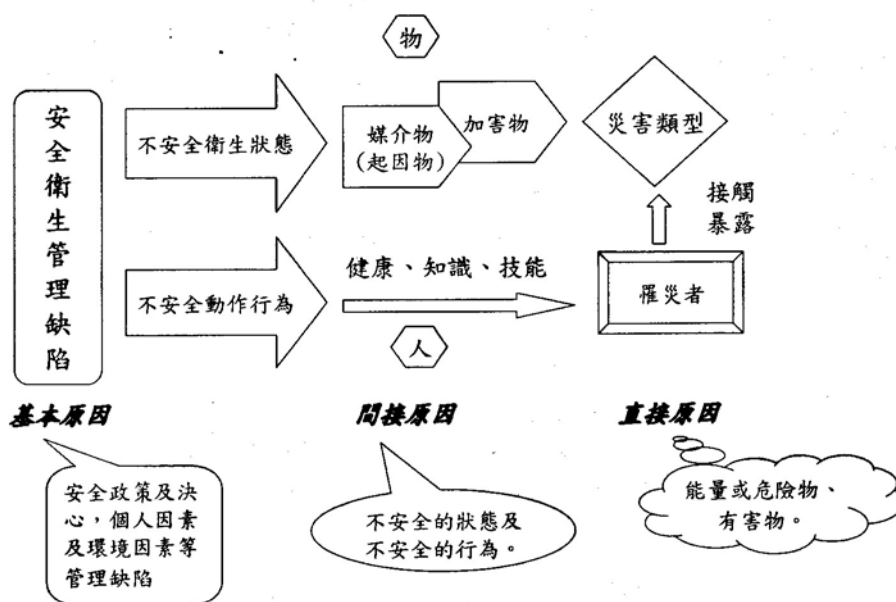 物
安全衛生管理缺陷
不安全衛生狀態
媒介物
(起因物)
加害物
災害類型
接觸
暴露
不安全動作行為
健康、知識、技能
人
罹災者
基本原因
間接原因
直接原因
安全政策及決
心，個人因素
及環境因素等
管理缺陷
不安全的狀態及
不安全的行為。
能量或危險物、
有害物。